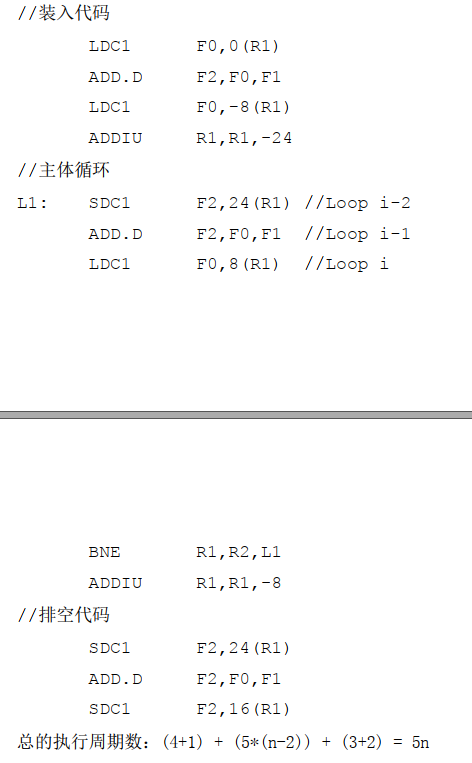 //装入代码
LDC1 F0,0(R1)
ADD.D F2,F0,F1
LDC1 F0,-8(R1)
ADDIU R1,R1,-24
//主体循环
L1: SDC1 F2,24(R1) //Loop i-2
ADD.D F2,F0,F1 //Loop i-1
LDC1 F0,8(R1) //Loop i
BNE R1,R2,L1
ADDIU R1,R1,-8
//排空代码
SDC1 F2,24(R1)
ADD.D F2,F0,F1
SDC1 F2,16(R1)
总的执行周期数：(4+1) + (5*(n-2)) + (3+2) = 5n